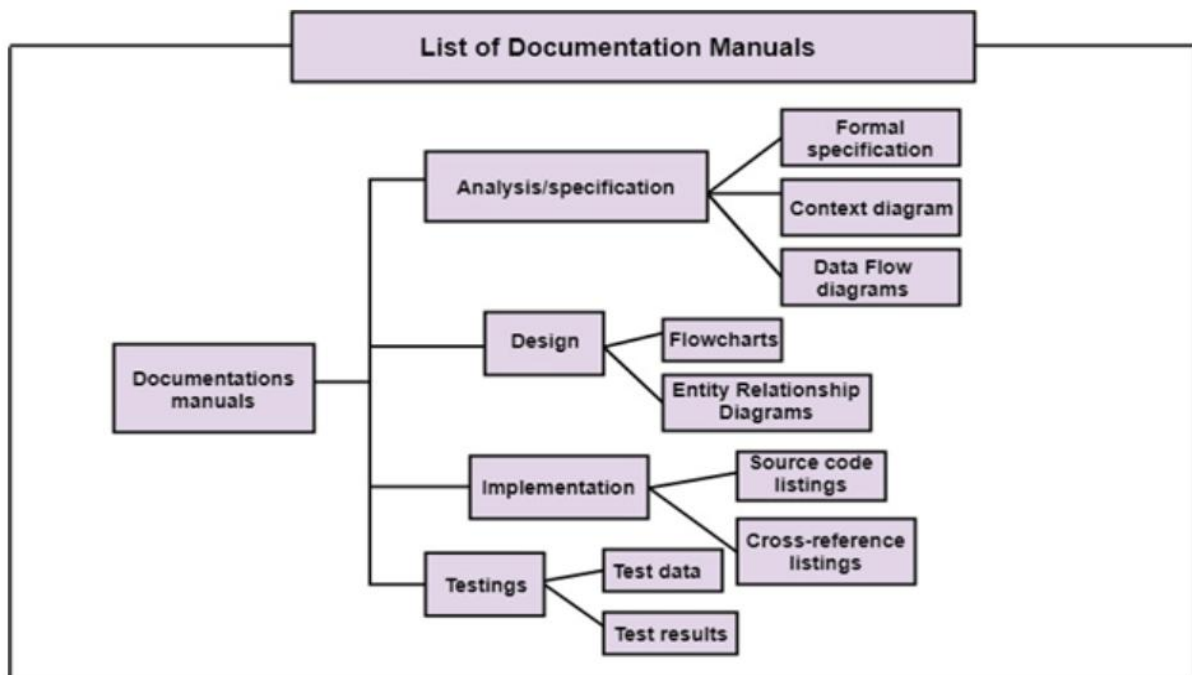 List of Documentation Manuals
Formal
specification
Analysis/specification
Context diagram
Data Flow
diagrams
Design
Flowcharts
Documentations
manuals
Entity Relationship
Diagrams
Implementation
Source code
listings
Cross-reference
listings
Testings
Test data
Test results